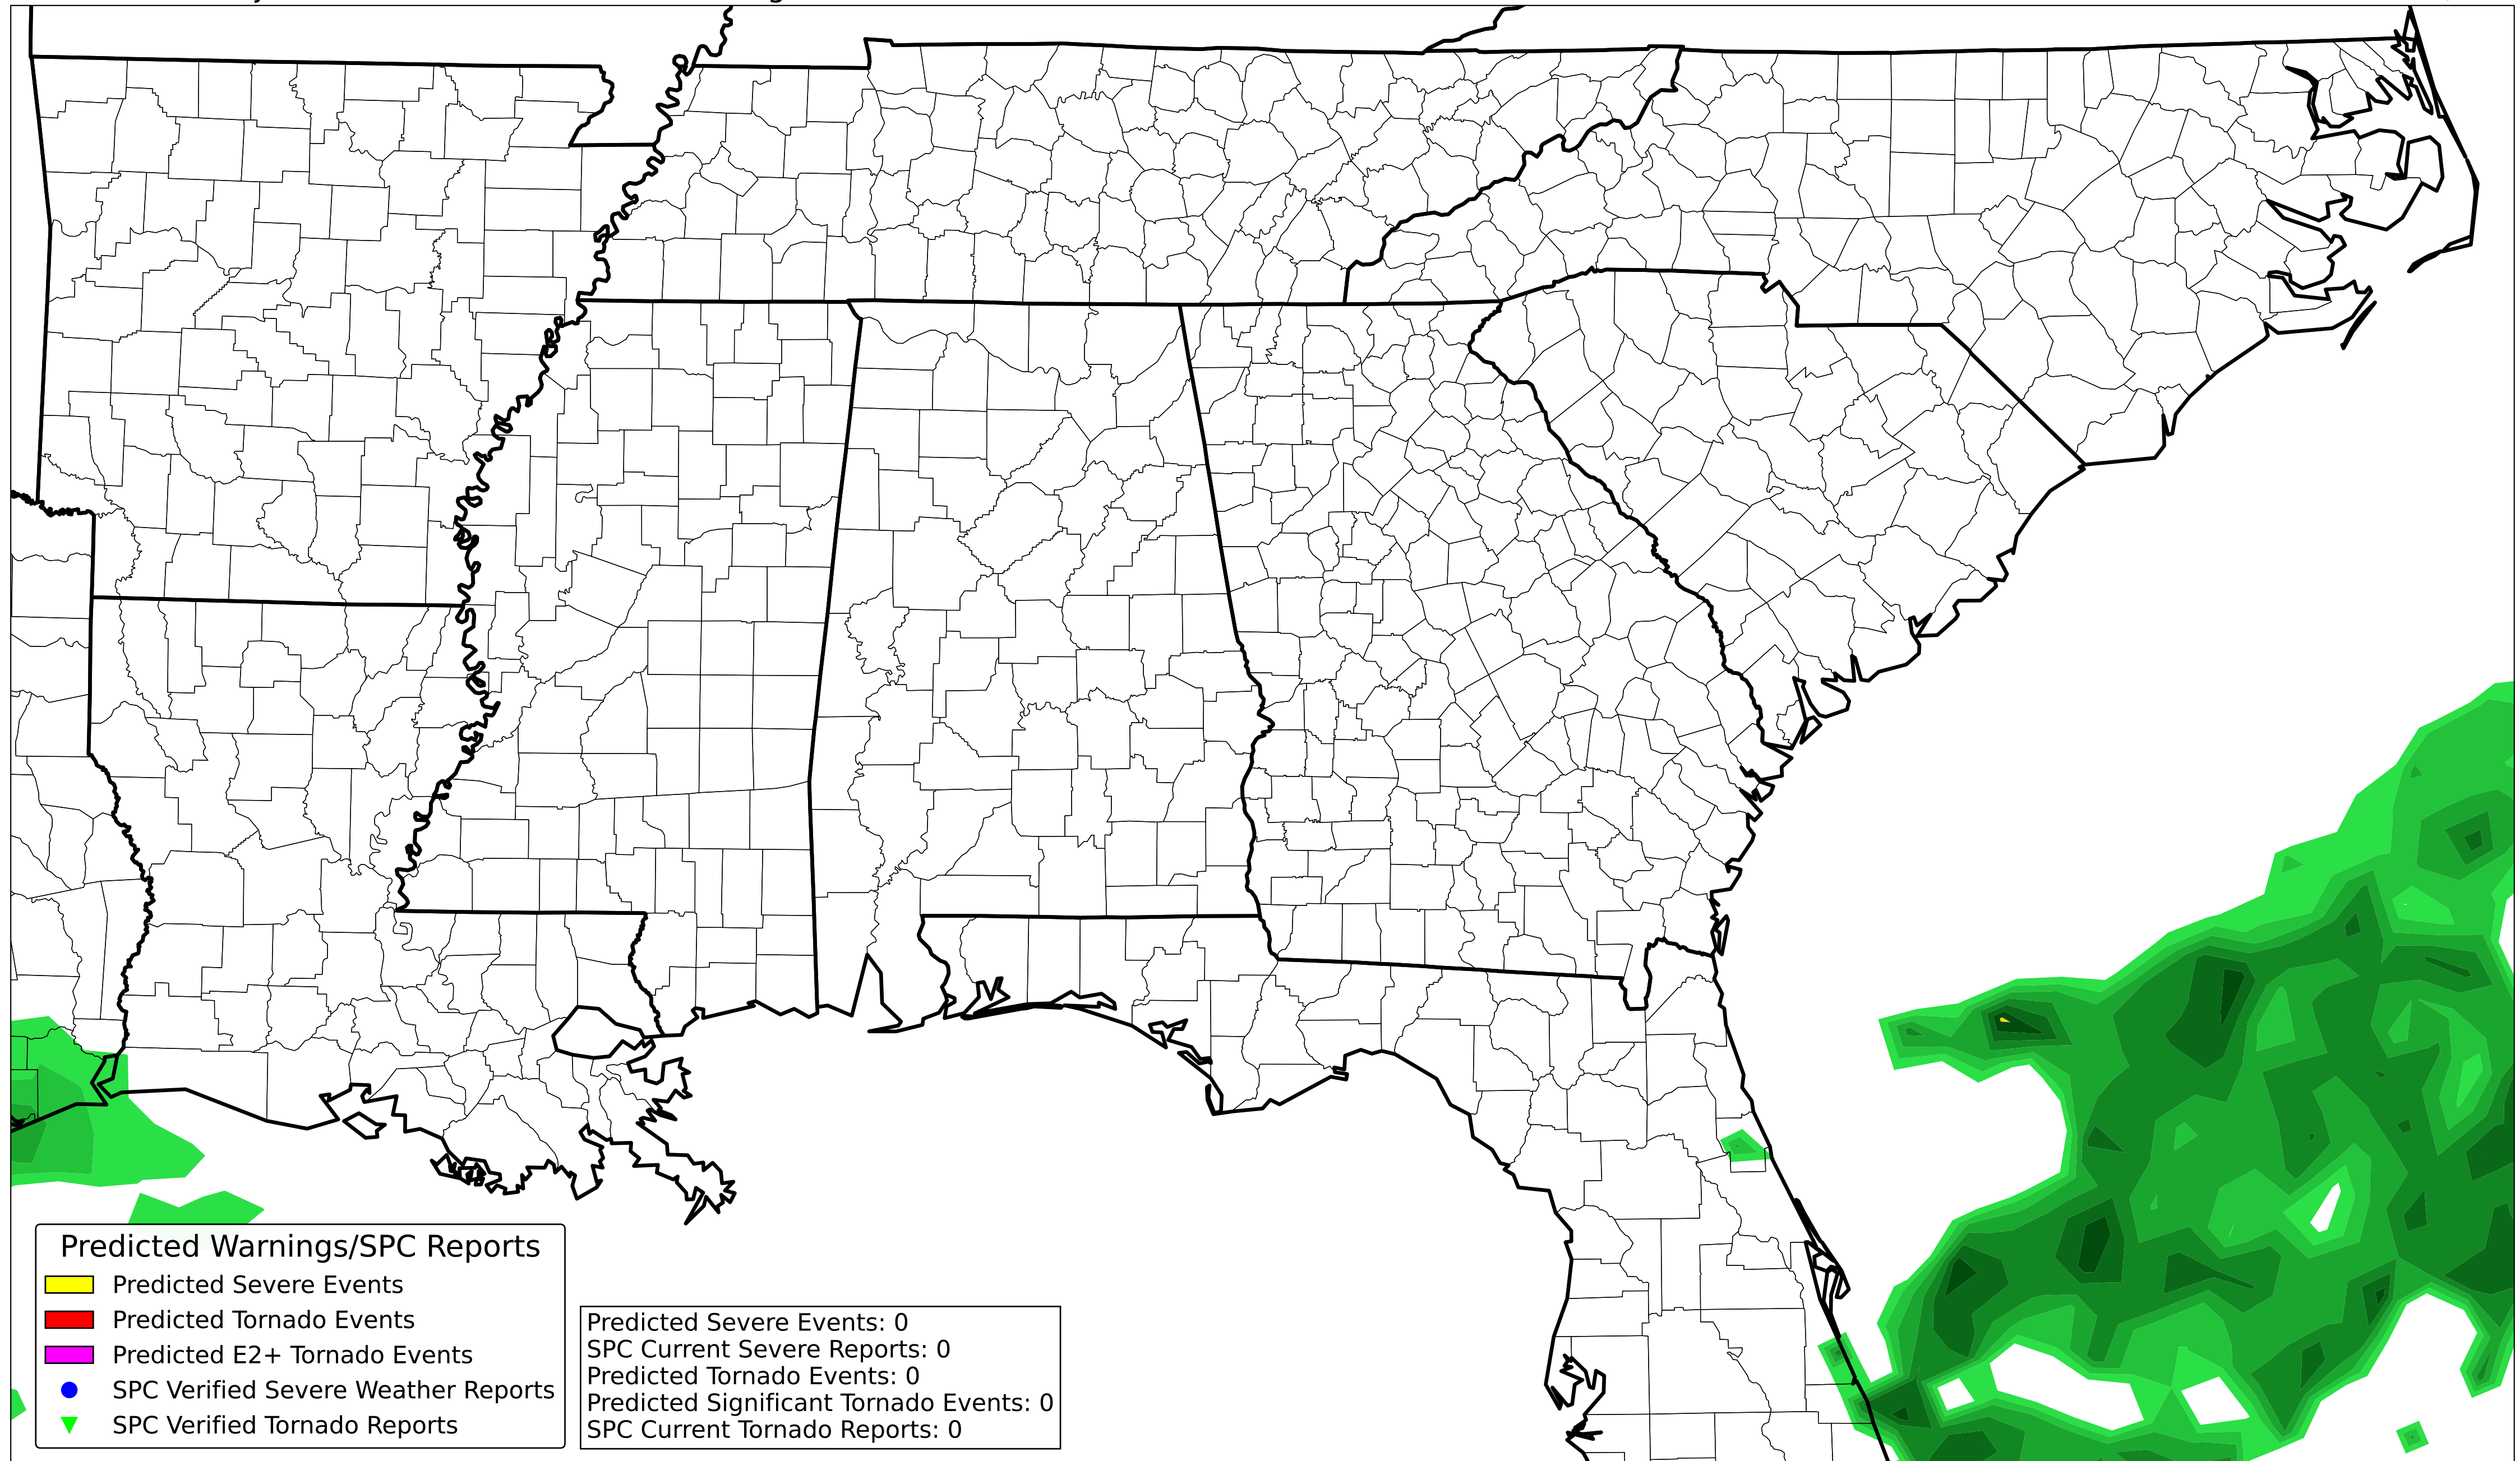 Predicted Warnings/SPC Reports
Predicted Severe Events
Predicted Tornado Events
Predicted E2+ Tornado Events
SPC Verified Severe Weather Reports
SPC Verified Tornado Reports
Predicted Severe Events: 0
SPC Current Severe Reports: 0
Predicted Tornado Events: 0
Predicted Significant Tornado Events: 0
SPC Current Tornado Reports: 0